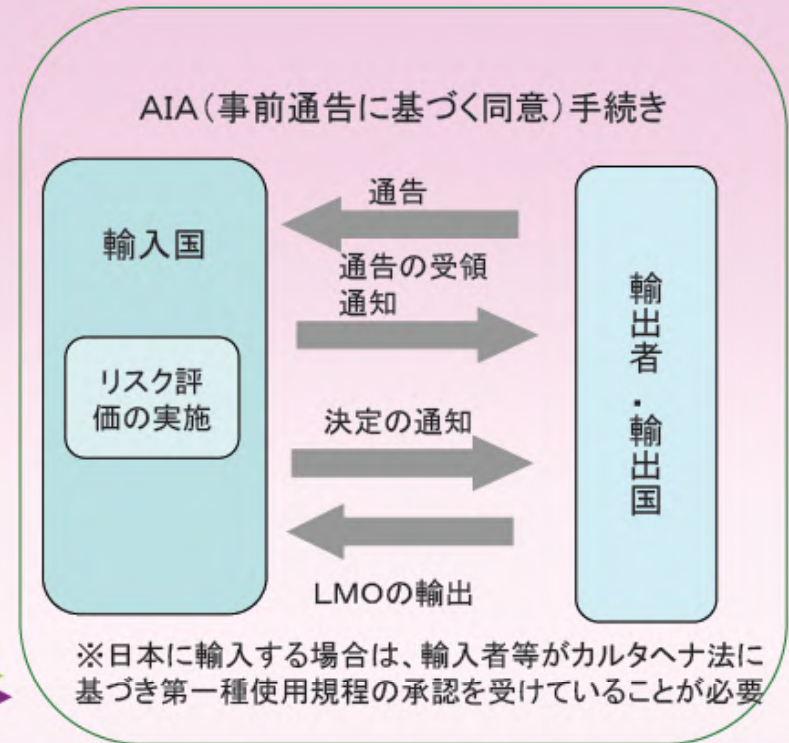 AIA(事前通告に基づく同意)手続き
輸入国
リスク評
価の実施
通告
通告の受領
通知
決定の通知
LMOの輸出
輸出者・輸出国
※日本に輸入する場合は、輸入者等がカルタヘナ法に
基づき第一種使用規程の承認を受けていることが必要